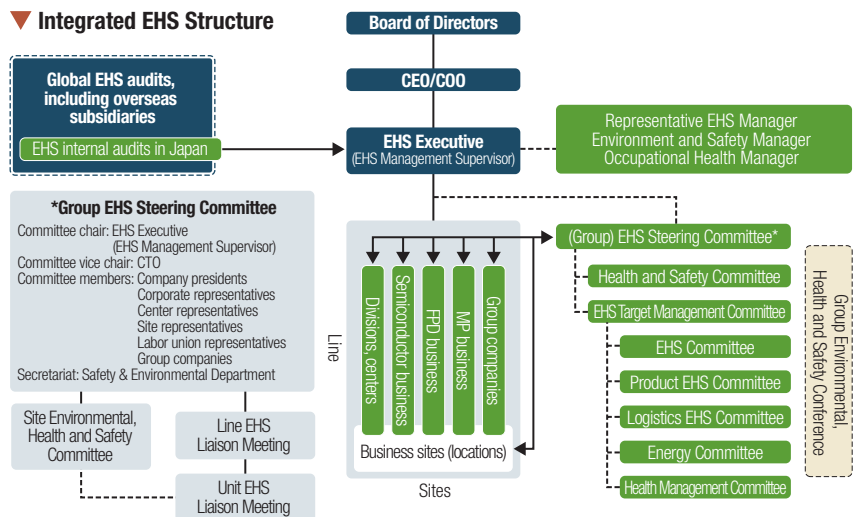 ▼ Integrated EHS Structure
Board of Directors
CEO/COO
Global EHS audits,
including overseas
subsidiaries
EHS internal audits in Japan
EHS Executive
(EHS Management Supervisor)
Representative EHS Manager
Environment and Safety Manager
Occupational Health Manager
*Group EHS Steering Committee
Committee chair: EHS Executive
(EHS Management Supervisor)
Committee vice chair: CTO
Committee members: Company presidents
Corporate representatives
Center representatives
Site representatives
Labor union representatives
Group companies
Secretariat: Safety & Environmental Department
Site Environmental,
Health and Safety
Committee
Line EHS
Liaison Meeting
Unit EHS
Liaison Meeting
Line
Divisions, centers
Semiconductor business
FPD business
MP business
Group companies
Business sites (locations)
Sites
(Group) EHS Steering Committee*
Health and Safety Committee
EHS Target Management Committee
EHS Committee
Product EHS Committee
Logistics EHS Committee
Energy Committee
Health Management Committee
Group Environmental,
Health and Safety Conference